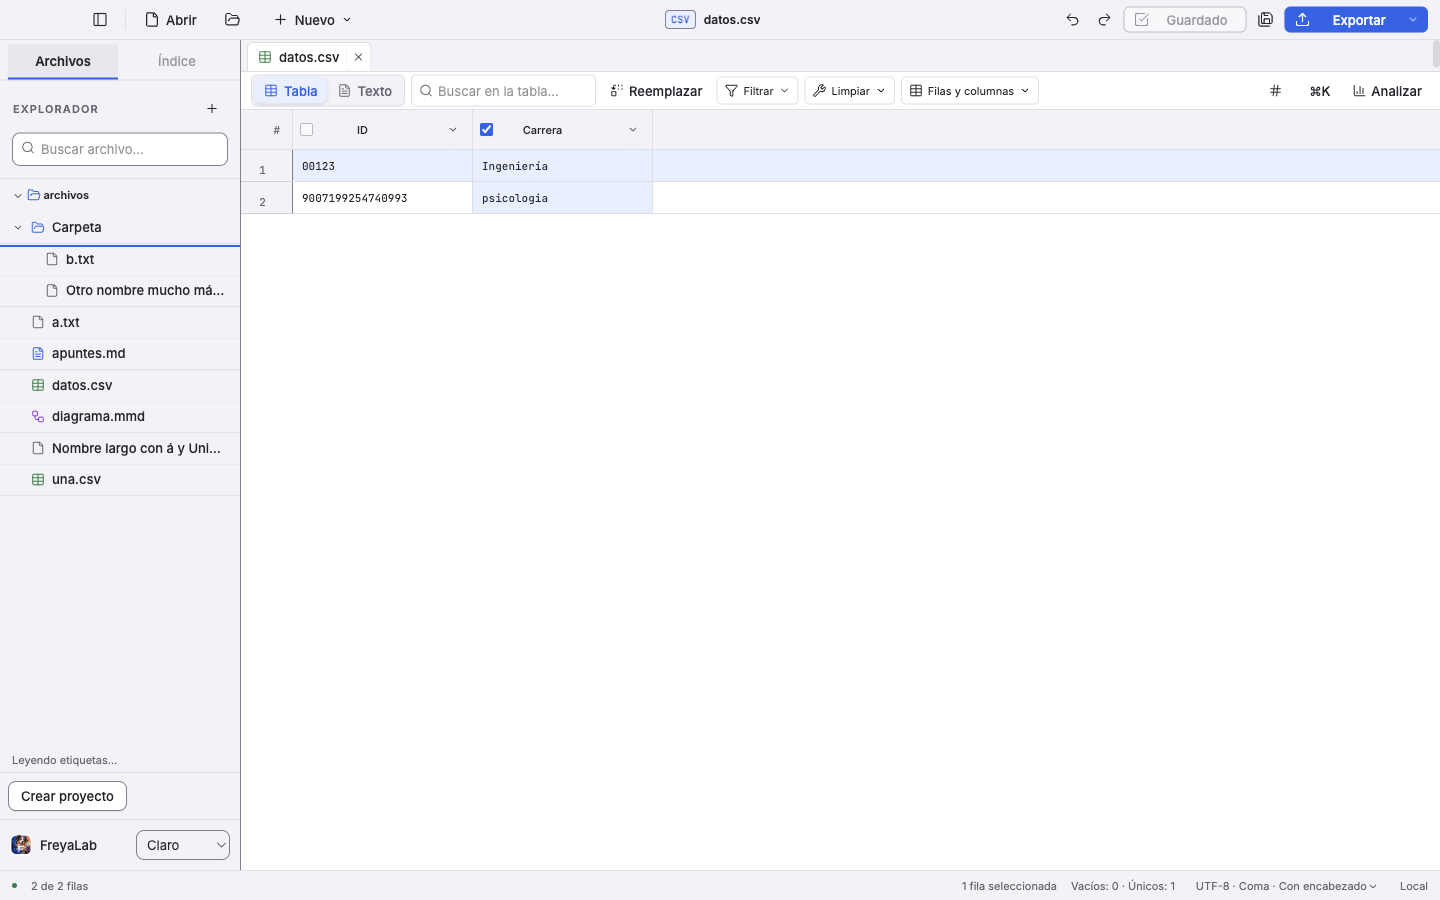 Abrir
Nuevo
CSV datos.csv
Guardado
Exportar
Archivos
Índice
datos.csv
Tabla
Texto
Buscar en la tabla...
Reemplazar
Filtrar
Limpiar
Filas y columnas
#
⌘K
Analizar
EXPLORADOR
Buscar archivo...
archivos
Carpeta
b.txt
Otro nombre mucho má...
a.txt
apuntes.md
datos.csv
diagrama.mmd
Nombre largo con á y Uni...
una.csv
# ID Carrera
1 00123 Ingeniería
2 9007199254740993 psicologia
Leyendo etiquetas...
Crear proyecto
FreyaLab
Claro
2 de 2 filas
1 fila seleccionada
Vacíos: 0 · Únicos: 1
UTF-8 · Coma · Con encabezado
Local